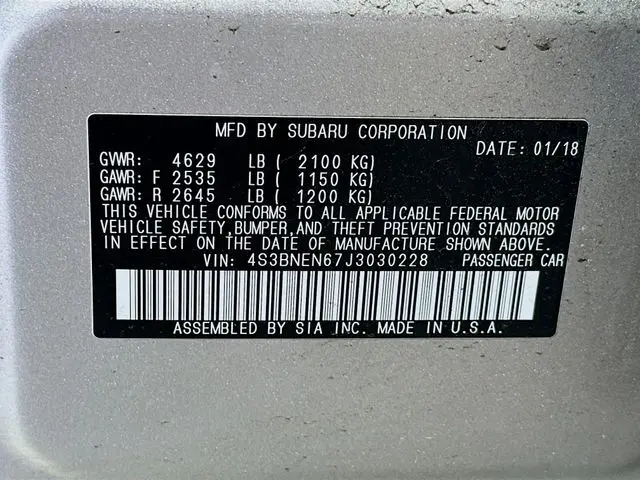 MFD BY SUBARU CORPORATION
DATE: 01/18
GVWR: 4629 LB ( 2100 KG)
GAWR: F 2535 LB ( 1150 KG)
GAWR: R 2645 LB ( 1200 KG)
THIS VEHICLE CONFORMS TO ALL APPLICABLE FEDERAL MOTOR
VEHICLE SAFETY,BUMPER,AND THEFT PREVENTION STANDARDS
IN EFFECT ON THE DATE OF MANUFACTURE SHOWN ABOVE.
VIN: 4S3BNEN67J3030228 PASSENGER CAR
ASSEMBLED BY SIA INC. MADE IN U.S.A.